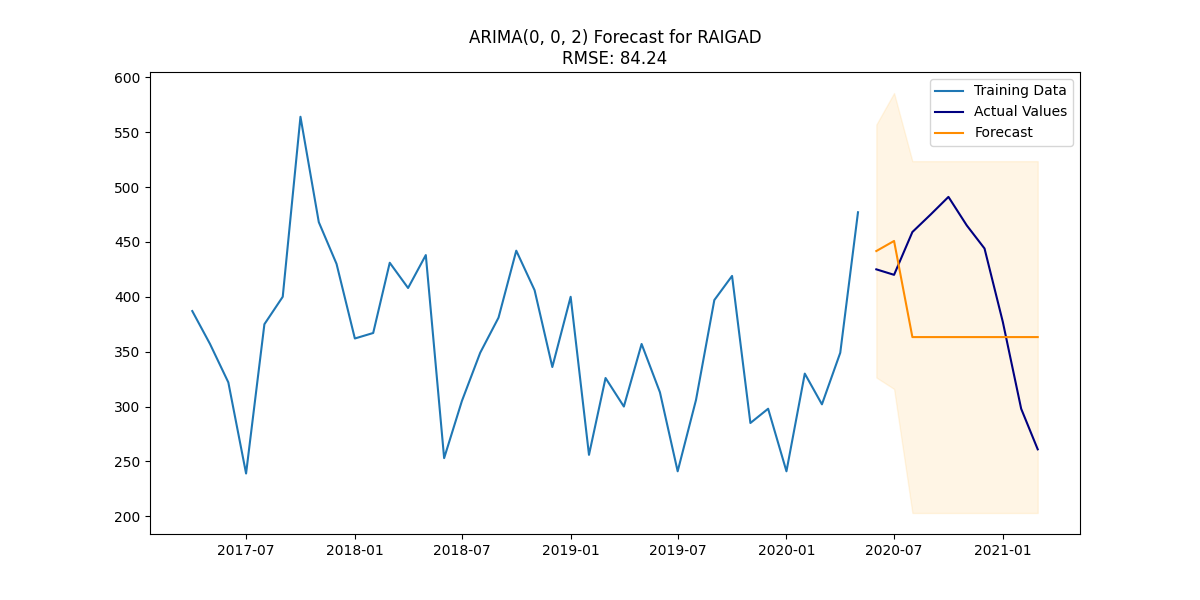 ARIMA(0, 0, 2) Forecast for RAIGAD
RMSE: 84.24
Training Data
Actual Values
Forecast
600
550
500
450
400
350
300
250
200
2017-07 2018-01 2018-07 2019-01 2019-07 2020-01 2020-07 2021-01